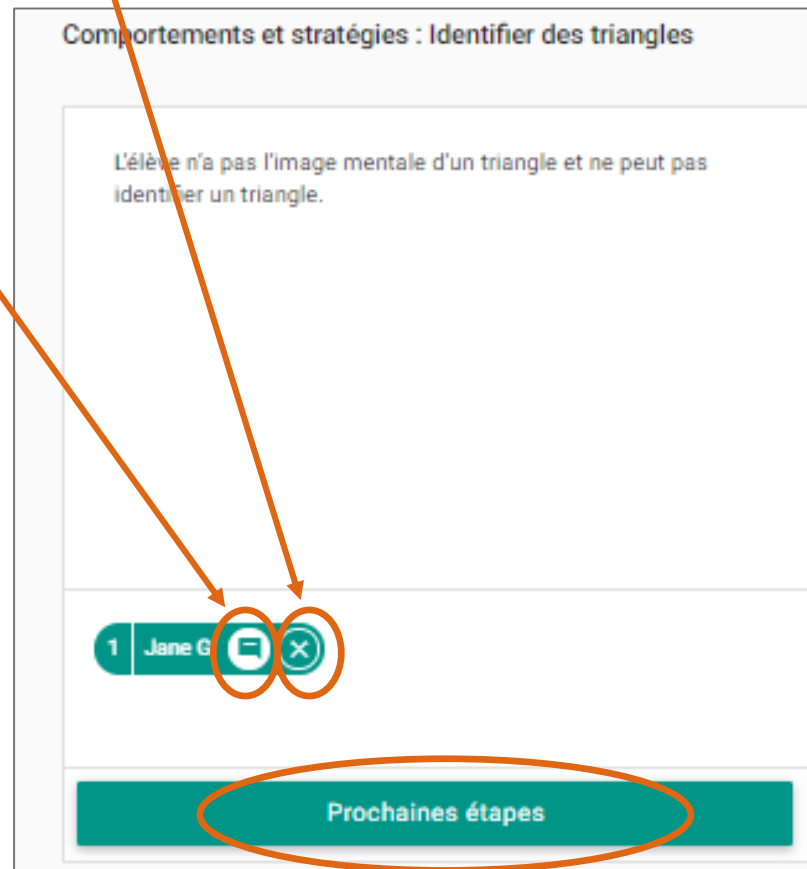 Comportements et stratégies : Identifier des triangles
L'élève n'a pas l'image mentale d'un triangle et ne peut pas
identifier un triangle.
1 Jane G
Prochaines étapes